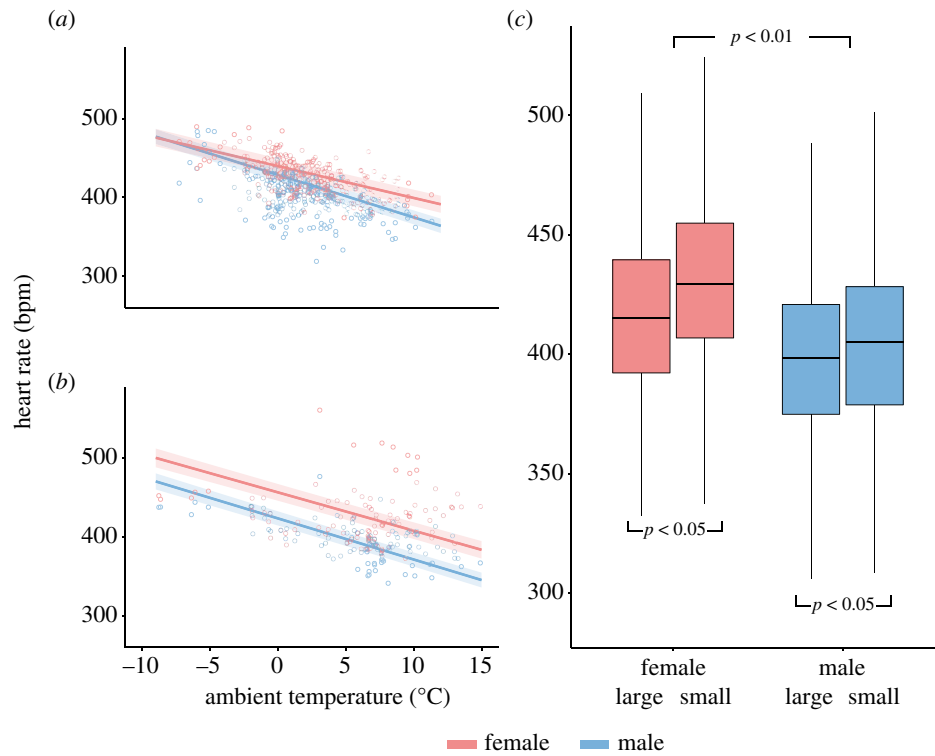 (a)
500
400
300
heart rate (bpm)
(b)
500
400
300
–10 –5 0 5 10 15
ambient temperature (°C)
(c)
500
450
400
350
300
p < 0.01
p < 0.05
p < 0.05
female male
large small large small
female male